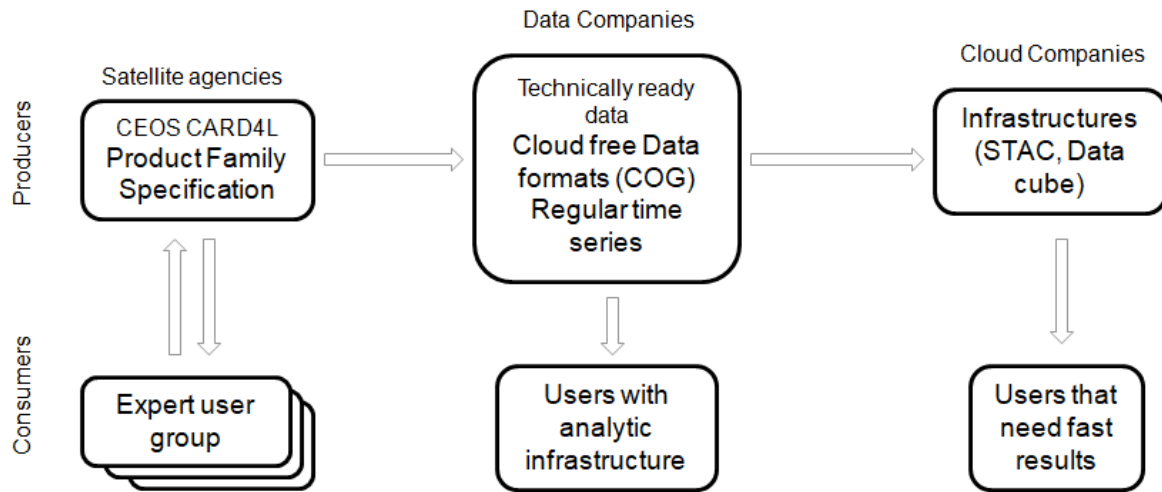 Data Companies
Satellite agencies
Cloud Companies
Producers
CEOS CARD4L
Product Family
Specification
Technically ready
data
Cloud free Data
formats (COG)
Regular time
series
Infrastructures
(STAC, Data
cube)
Consumers
Expert user
group
Users with
analytic
infrastructure
Users that
need fast
results